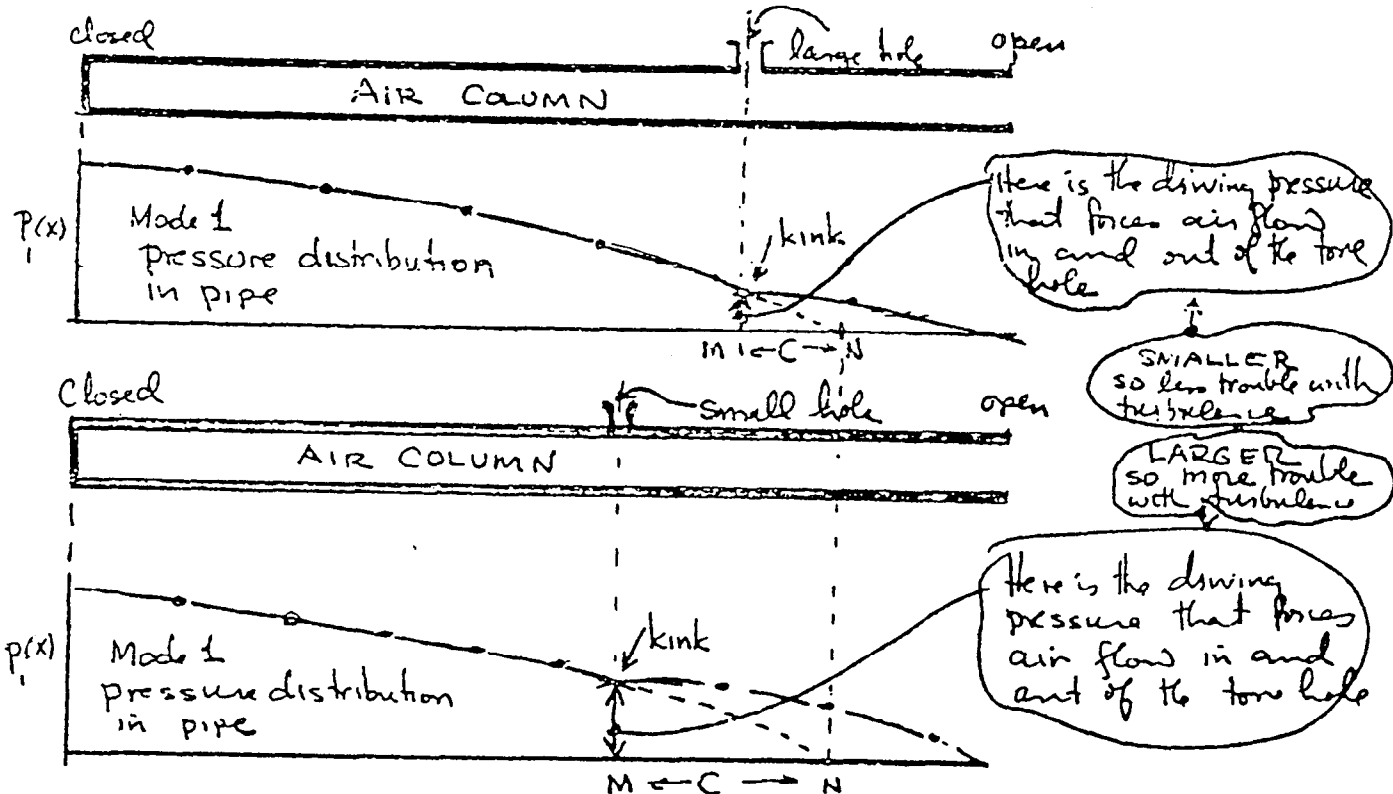 closed
large hole
open
AIR COLUMN
P(x)
1
Mode 1
pressure distribution
in pipe
kink
Here is the driving pressure
that forces air flow
in and out of the tone
hole
M ←C→ N
SMALLER
so less trouble with
turbulence
Closed
Small hole
open
AIR COLUMN
LARGER
so more trouble
with turbulence
p(x)
1
Mode 1
pressure distribution
in pipe
kink
Here is the driving
pressure that forces
air flow in and
out of the tone hole
M ← C → N